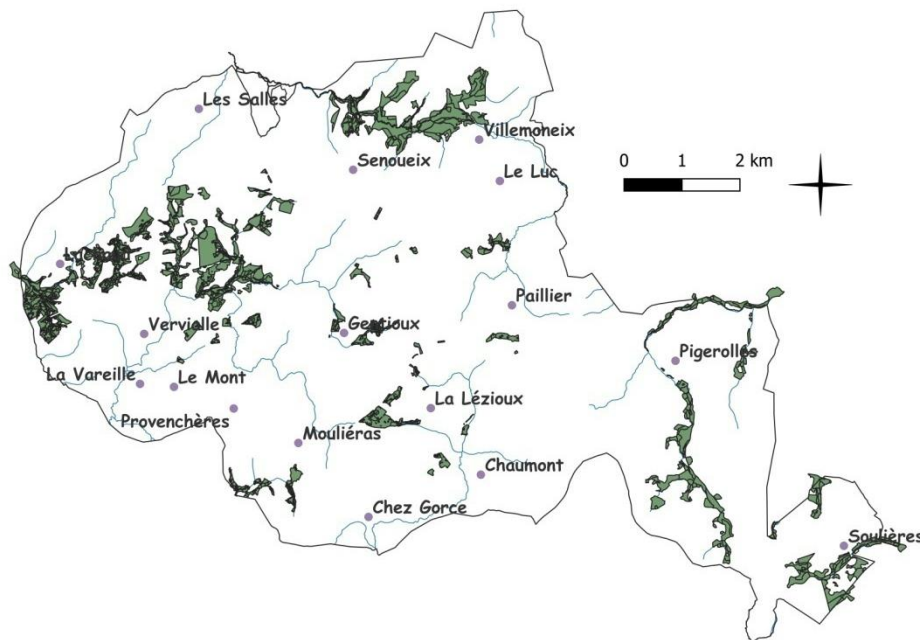 Les Salles
Villemoneix
Senoueix
Le Luc
0 1 2 km
Paillier
Gentioux
Vervialle
Pigerolles
La Vareille
Le Mont
La Lézioux
Provenchères
Mouliéras
Chaumont
Chez Gorce
Soulières